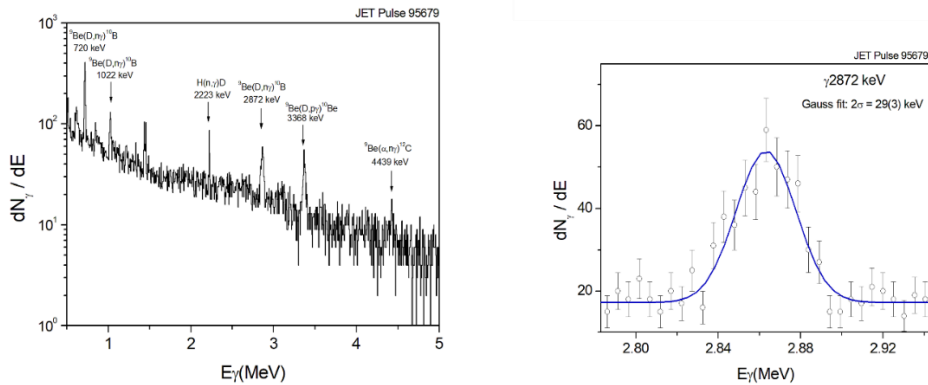 JET Pulse 95679
10³
10²
10¹
10⁰
dNγ / dE
⁹Be(D,nγ)¹⁰B
720 keV
⁹Be(D,nγ)¹⁰B
1022 keV
H(n,γ)D
2223 keV
⁹Be(D,nγ)¹⁰B
2872 keV
⁹Be(D,pγ)¹⁰Be
3368 keV
⁹Be(α,nγ)¹²C
4439 keV
1 2 3 4 5
Eγ(MeV)
JET Pulse 95679
γ2872 keV
Gauss fit: 2σ = 29(3) keV
60
40
20
dNγ / dE
2.80 2.84 2.88 2.92
Eγ(MeV)